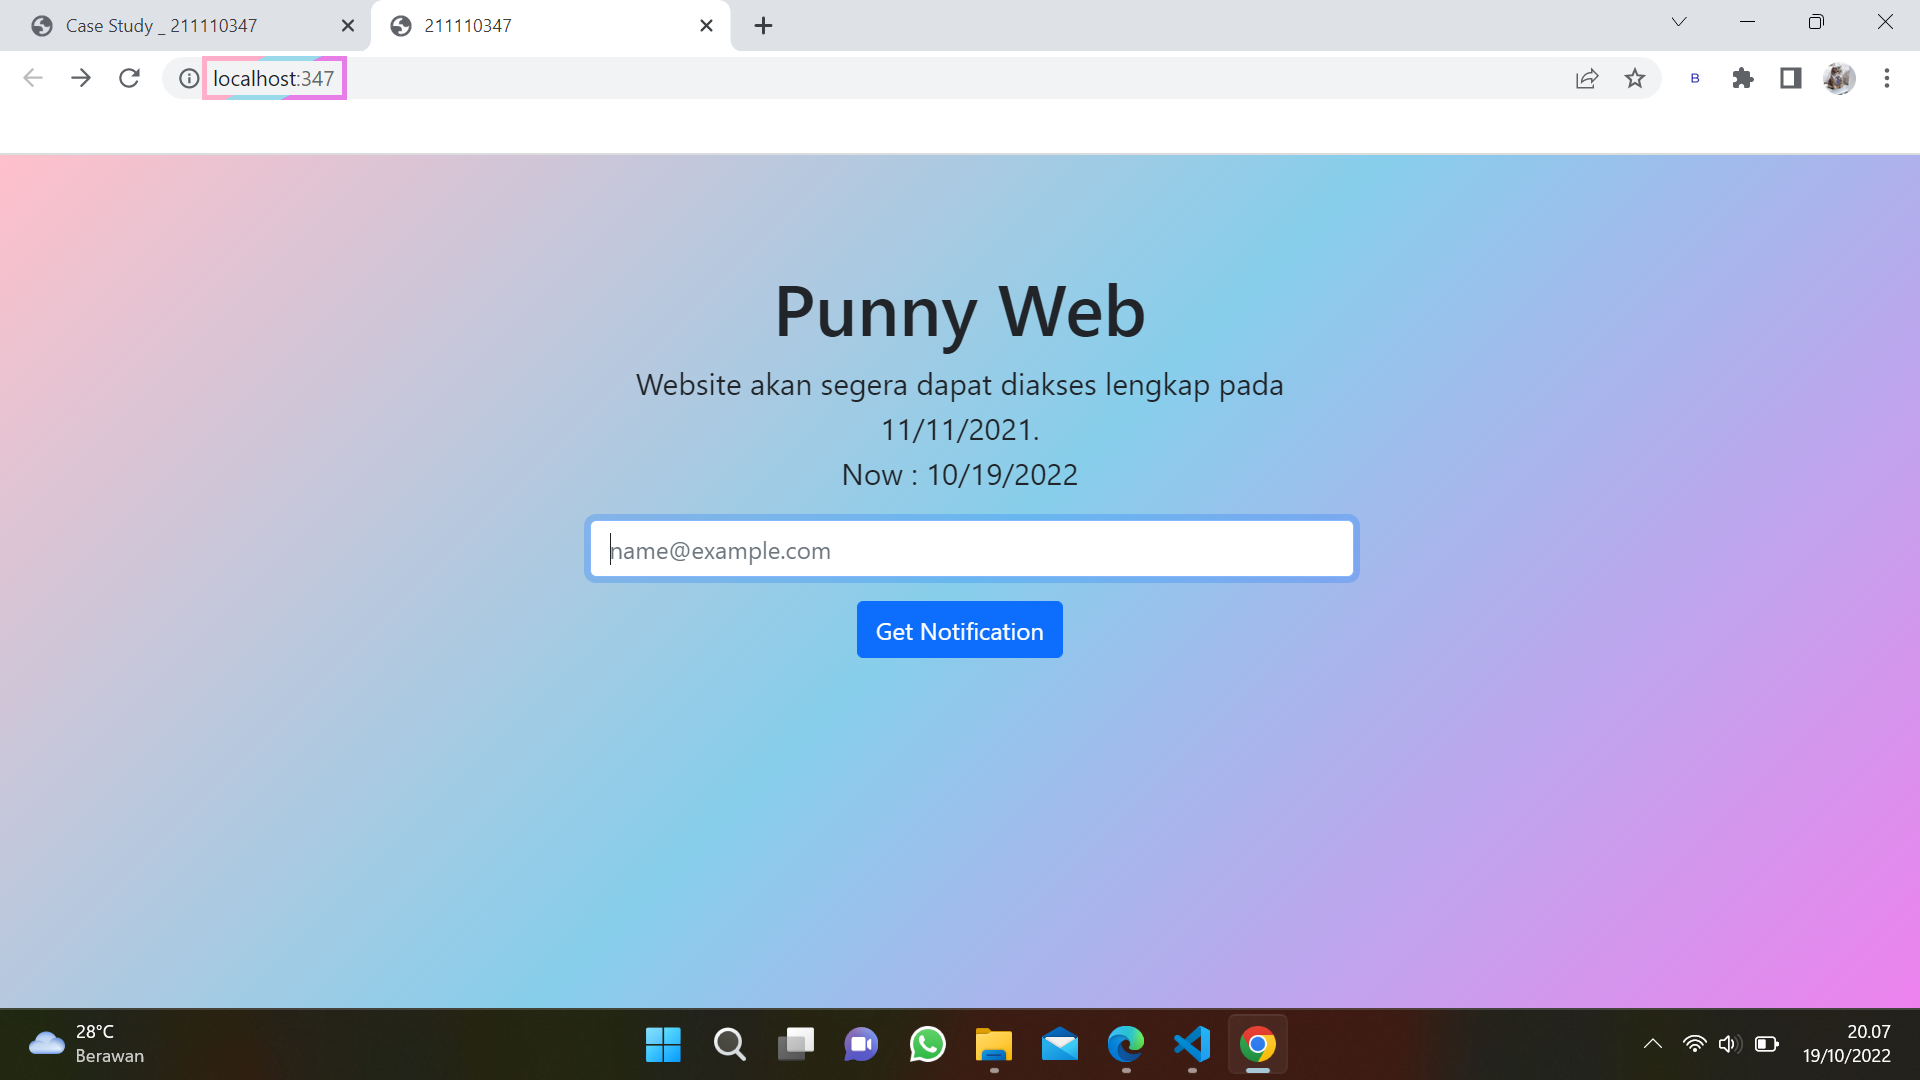 Case Study _ 211110347
211110347
localhost:347
B
Punny Web
Website akan segera dapat diakses lengkap pada
11/11/2021.
Now : 10/19/2022
name@example.com
Get Notification
28°C
Berawan
20.07
19/10/2022